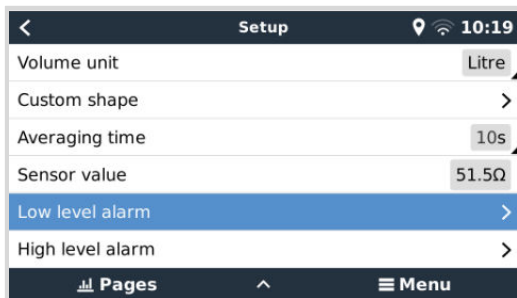 Setup 10:19
Volume unit Litre
Custom shape
Averaging time 10s
Sensor value 51.5Ω
Low level alarm
High level alarm
Pages Menu